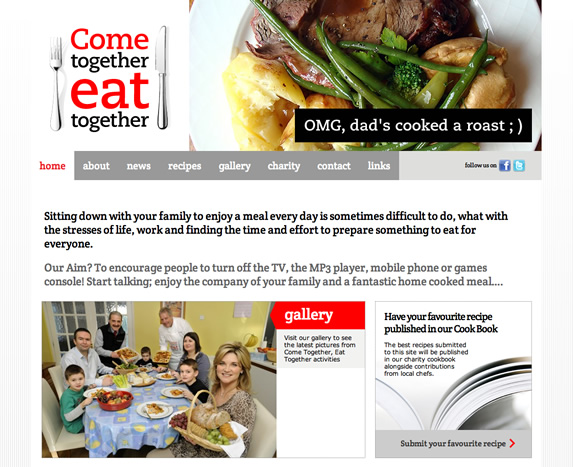 Come
together
eat
together
OMG, dad's cooked a roast ; )
home about news recipes gallery charity contact links follow us on
Sitting down with your family to enjoy a meal every day is sometimes difficult to do, what with
the stresses of life, work and finding the time and effort to prepare something to eat for
everyone.
Our Aim? To encourage people to turn off the TV, the MP3 player, mobile phone or games
console! Start talking; enjoy the company of your family and a fantastic home cooked meal....
gallery
Visit our gallery to see
the latest pictures from
Come Together, Eat
Together activities
Have your favourite recipe
published in our Cook Book
The best recipes submitted
to this site will be published
in our charity cookbook
alongside contributions
from local chefs.
Submit your favourite recipe